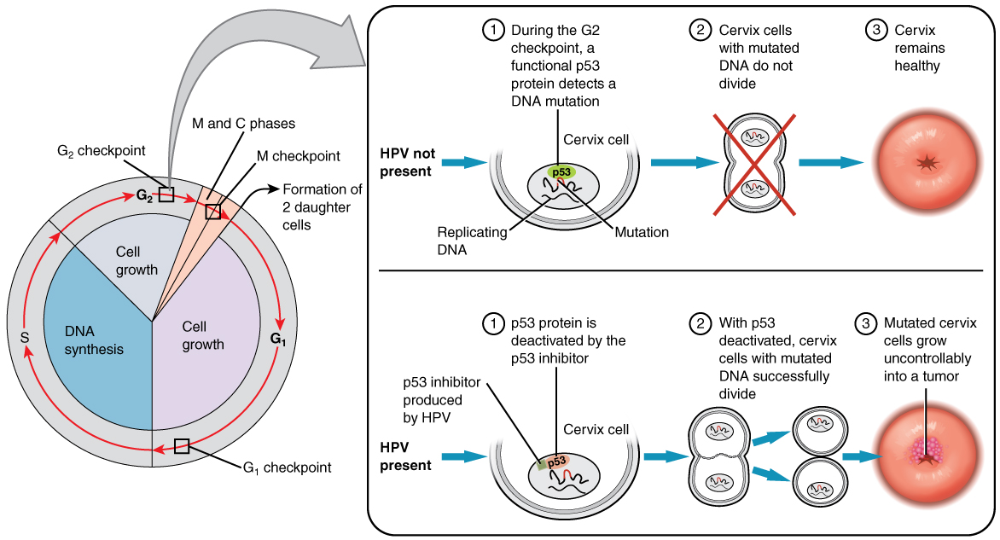 M and C phases
G₂ checkpoint
M checkpoint
Formation of
2 daughter
cells
G₂
Cell
growth
DNA
synthesis
Cell
growth
S
G₁
G₁ checkpoint
HPV not
present
1 During the G2
checkpoint, a
functional p53
protein detects a
DNA mutation
Cervix cell
p53
Replicating
DNA
Mutation
2 Cervix cells
with mutated
DNA do not
divide
3 Cervix
remains
healthy
HPV
present
1 p53 protein is
deactivated by the
p53 inhibitor
p53 inhibitor
produced
by HPV
Cervix cell
p53
2 With p53
deactivated, cervix
cells with mutated
DNA successfully
divide
3 Mutated cervix
cells grow
uncontrollably
into a tumor